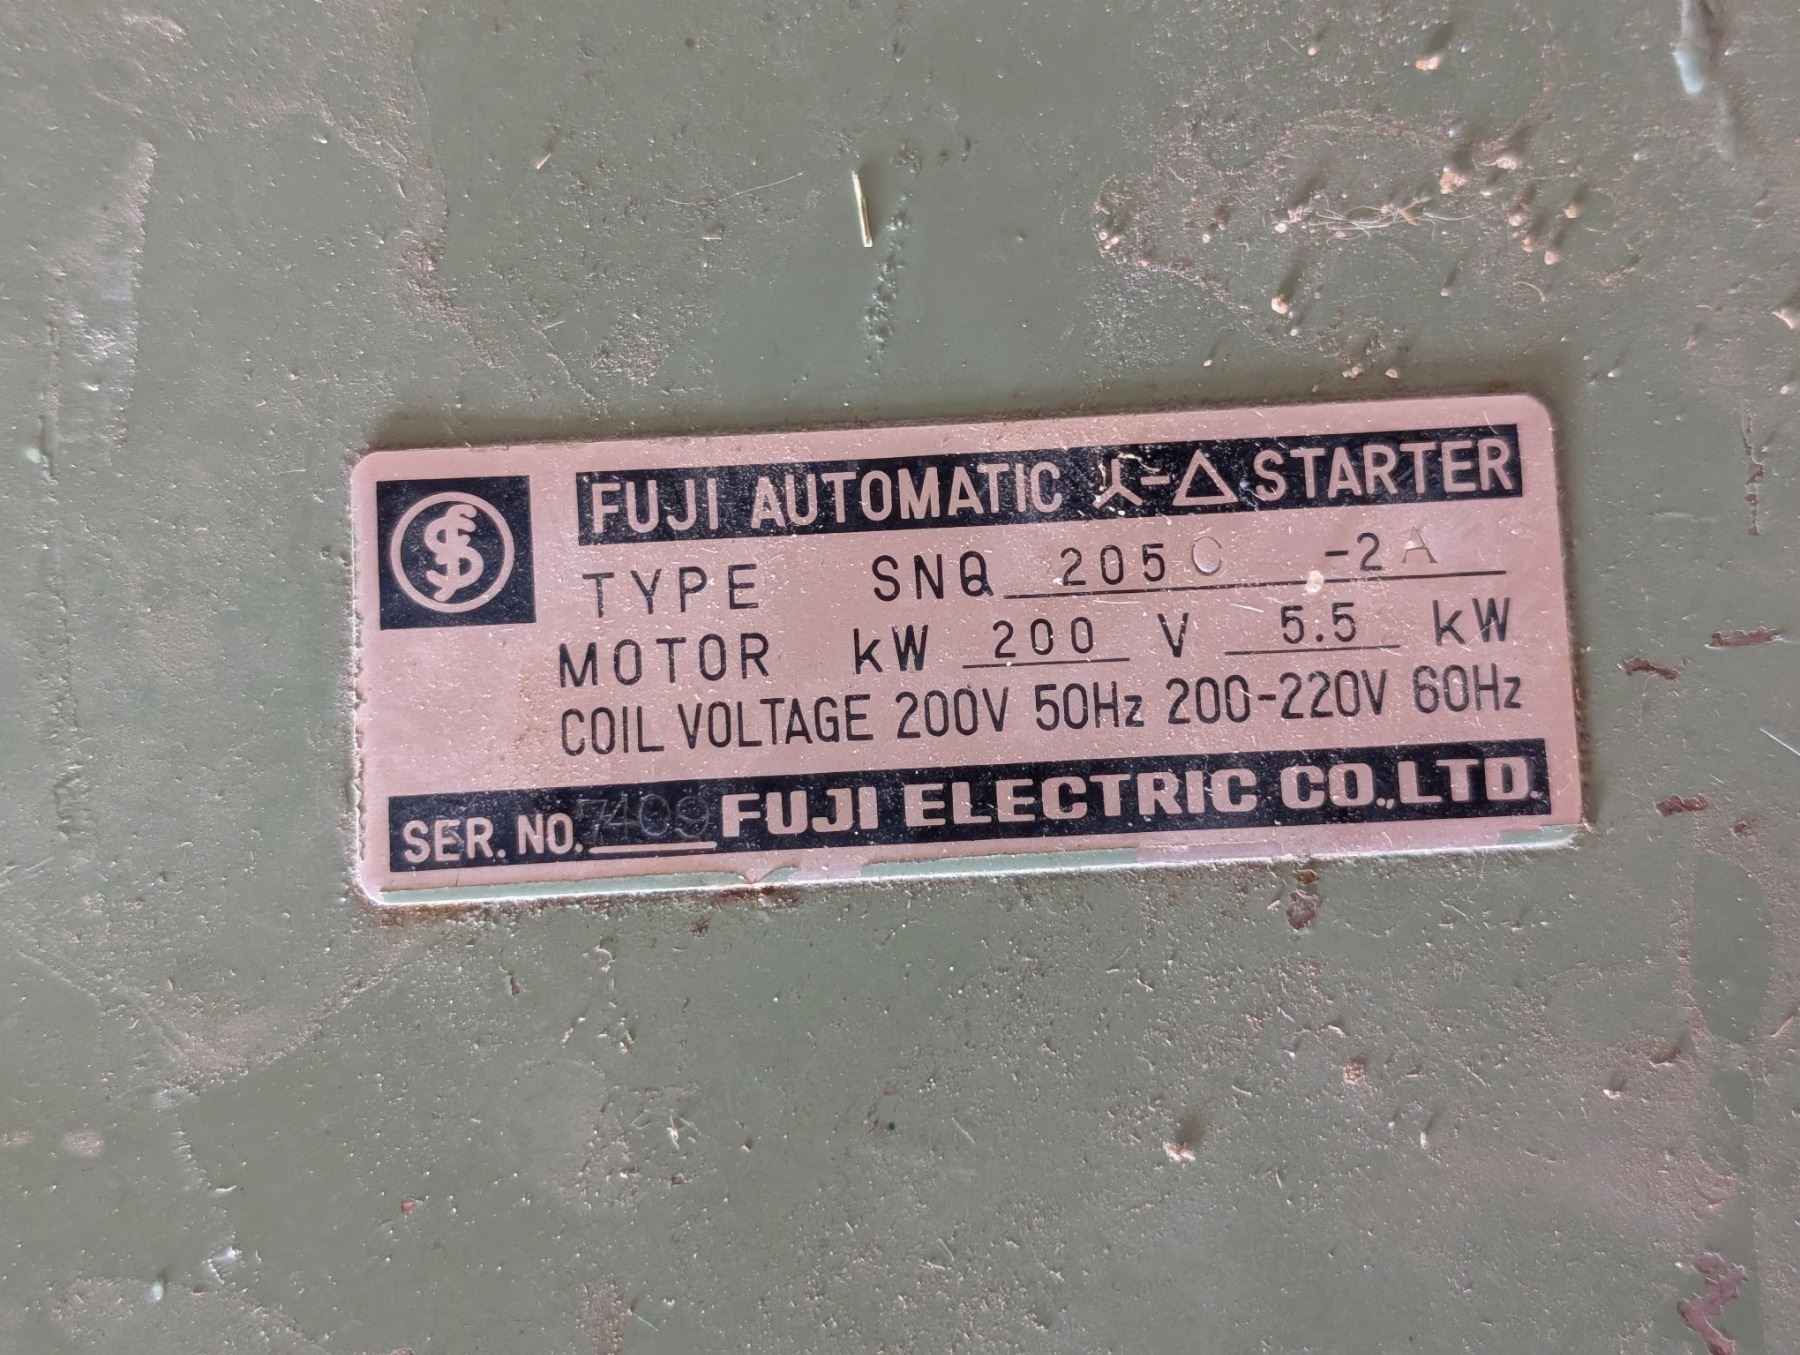 FUJI AUTOMATIC 人-△ STARTER
TYPE SNQ 205C -2A
MOTOR kW 200 V 5.5 kW
COIL VOLTAGE 200V 50Hz 200-220V 60Hz
SER. NO. 7409 FUJI ELECTRIC CO., LTD.